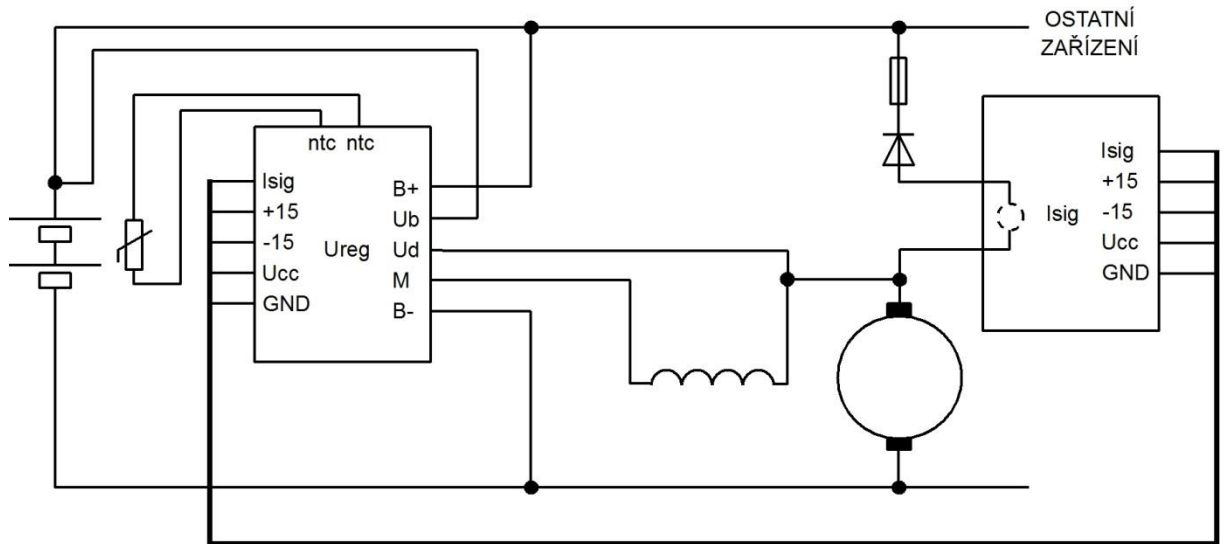 OSTATNÍ
ZAŘÍZENÍ
ntc ntc
Isig
+15
-15
Ucc
GND
Ureg
B+
Ub
Ud
M
B-
Isig
Isig
+15
-15
Ucc
GND